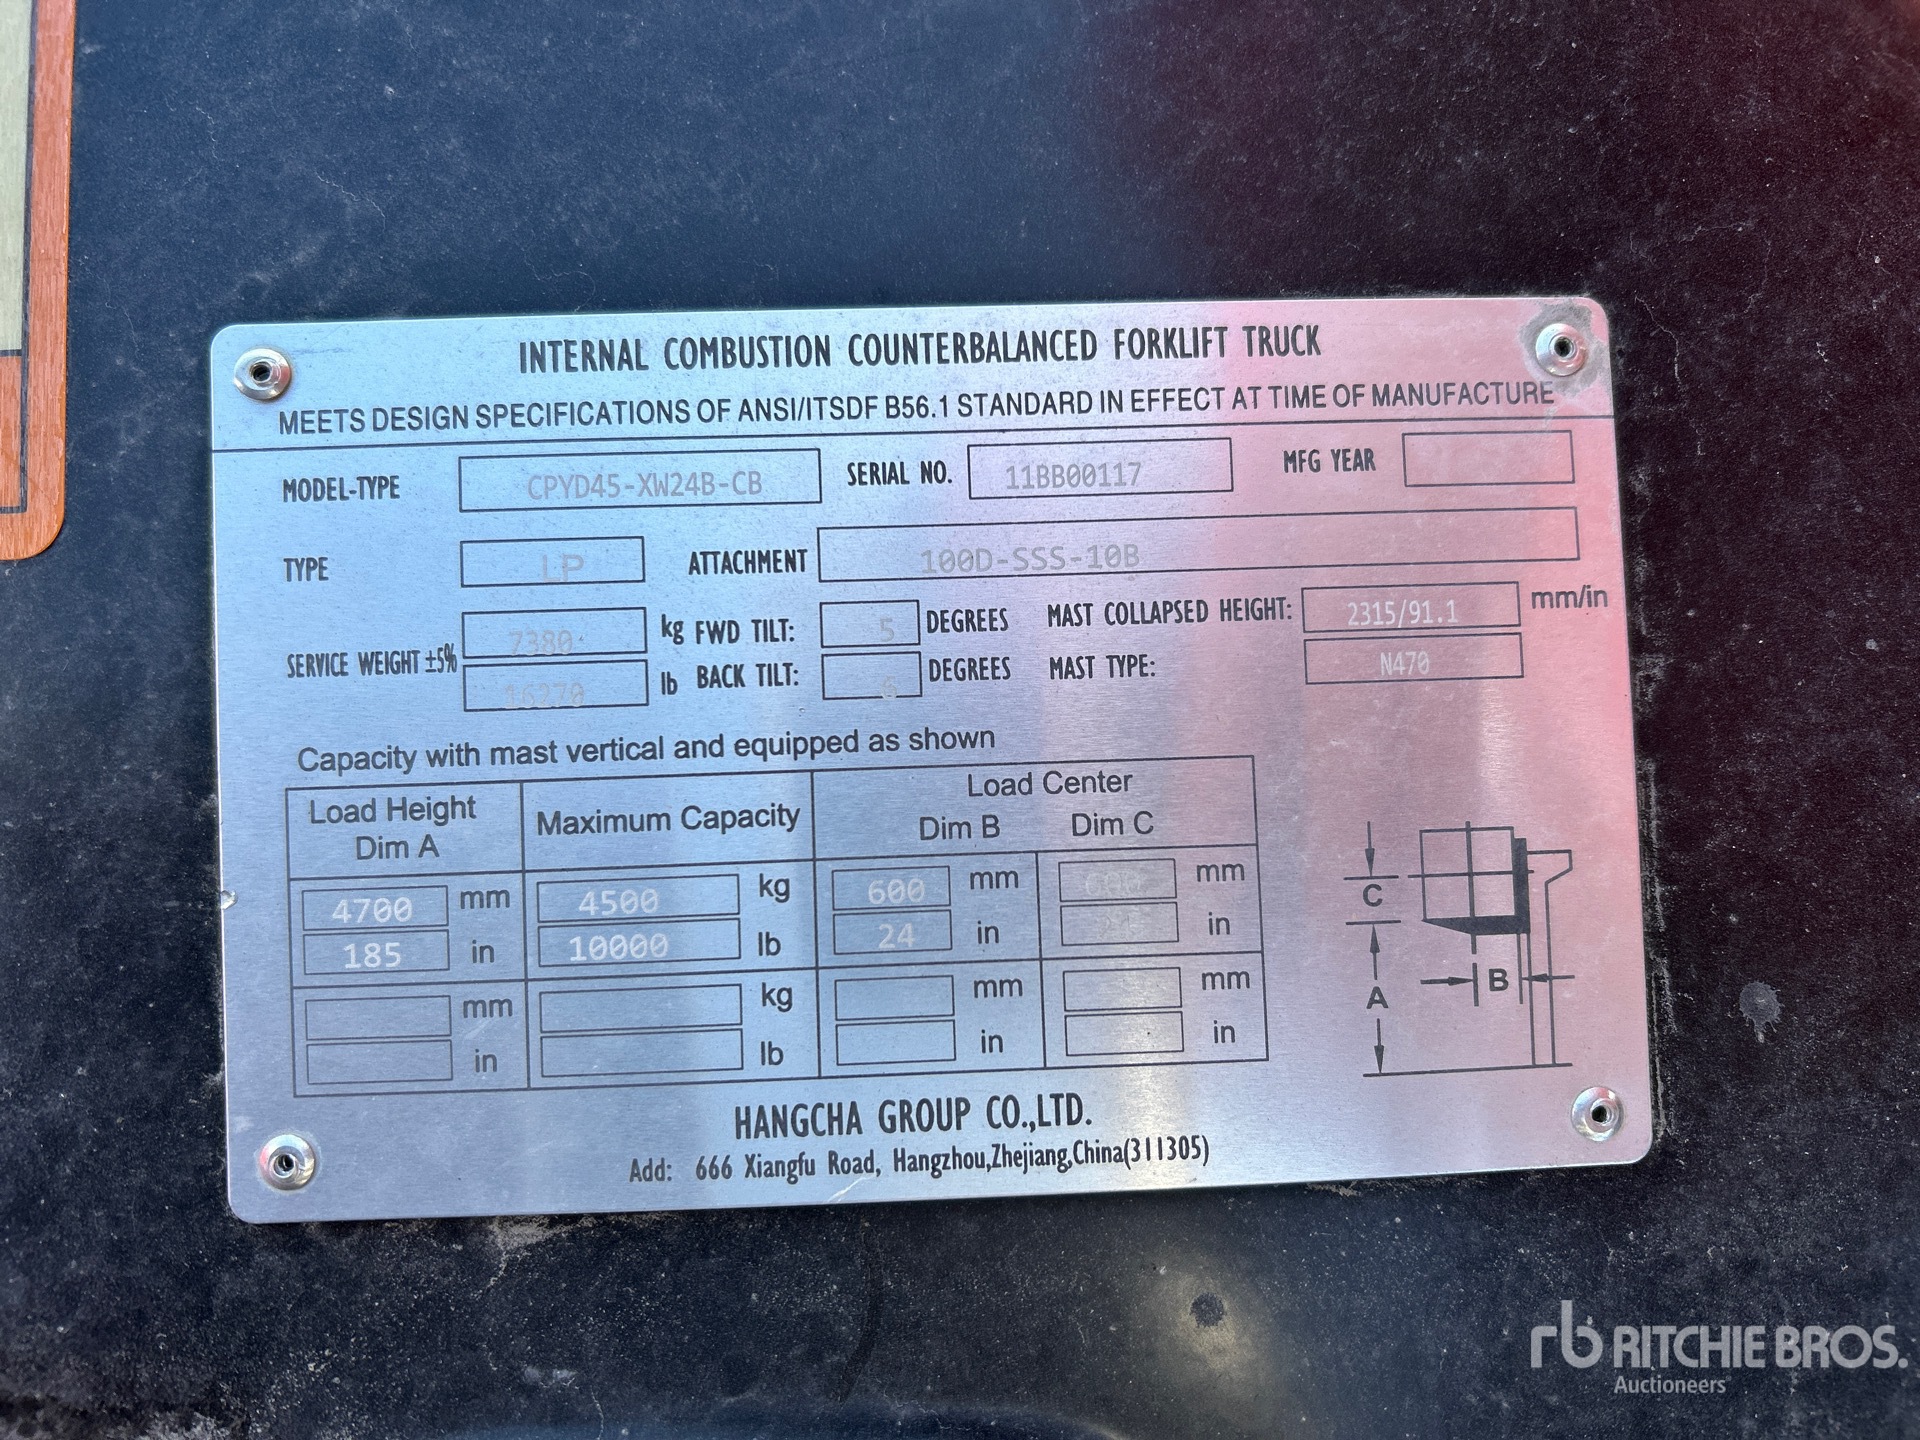 INTERNAL COMBUSTION COUNTERBALANCED FORKLIFT TRUCK
MEETS DESIGN SPECIFICATIONS OF ANSI/ITSDF B56.1 STANDARD IN EFFECT AT TIME OF MANUFACTURE
MODEL-TYPE CPYD45-XW24B-CB SERIAL NO. 11BB00117 MFG YEAR
TYPE LP ATTACHMENT 100D-SSS-10B
SERVICE WEIGHT ±5% 7380 kg FWD TILT: 5 DEGREES MAST COLLAPSED HEIGHT: 2315/91.1 mm/in
16270 lb BACK TILT: DEGREES MAST TYPE: N470
Capacity with mast vertical and equipped as shown
Load Height Dim A Maximum Capacity Load Center
Dim B Dim C
4700 mm 4500 kg 600 mm 600 mm
185 in 10000 lb 24 in in
mm kg mm mm
in lb in in
C
B
A
HANGCHA GROUP CO.,LTD.
Add: 666 Xiangfu Road, Hangzhou,Zhejiang,China(311305)
rb RITCHIE BROS.
Auctioneers